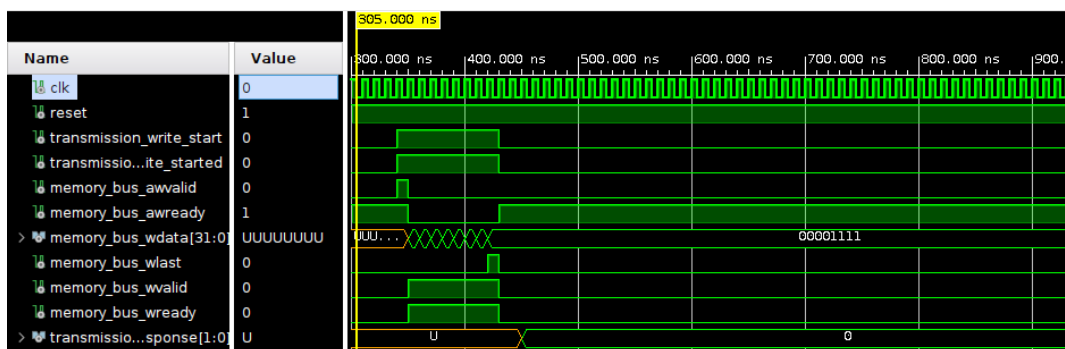 305.000 ns
Name Value 300.000 ns 400.000 ns 500.000 ns 600.000 ns 700.000 ns 800.000 ns 900.
clk 0
reset 1
transmission_write_start 0
transmissio...ite_started 0
memory_bus_awvalid 0
memory_bus_awready 1
> memory_bus_wdata[31:0] UUUUUUUU UUU... 00001111
memory_bus_wlast 0
memory_bus_wvalid 0
memory_bus_wready 0
> transmissio...sponse[1:0] U U 0